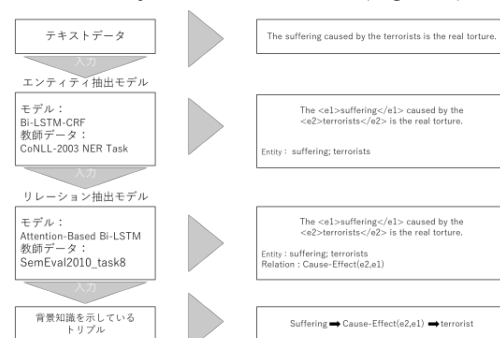 テキストデータ
The suffering caused by the terrorists is the real torture.
入力
エンティティ抽出モデル
モデル：
Bi-LSTM-CRF
教師データ：
CoNLL-2003 NER Task
The <e1>suffering</e1> caused by the
<e2>terrorists</e2> is the real torture.
Entity： suffering; terrorists
入力
リレーション抽出モデル
モデル：
Attention-Based Bi-LSTM
教師データ：
SemEval2010_task8
The <e1>suffering</e1> caused by the
<e2>terrorists</e2> is the real torture.
Entity：suffering; terrorists
Relation：Cause-Effect(e2,e1)
入力
背景知識を示している
トリプル
Suffering ➡ Cause-Effect(e2,e1) ➡ terrorist